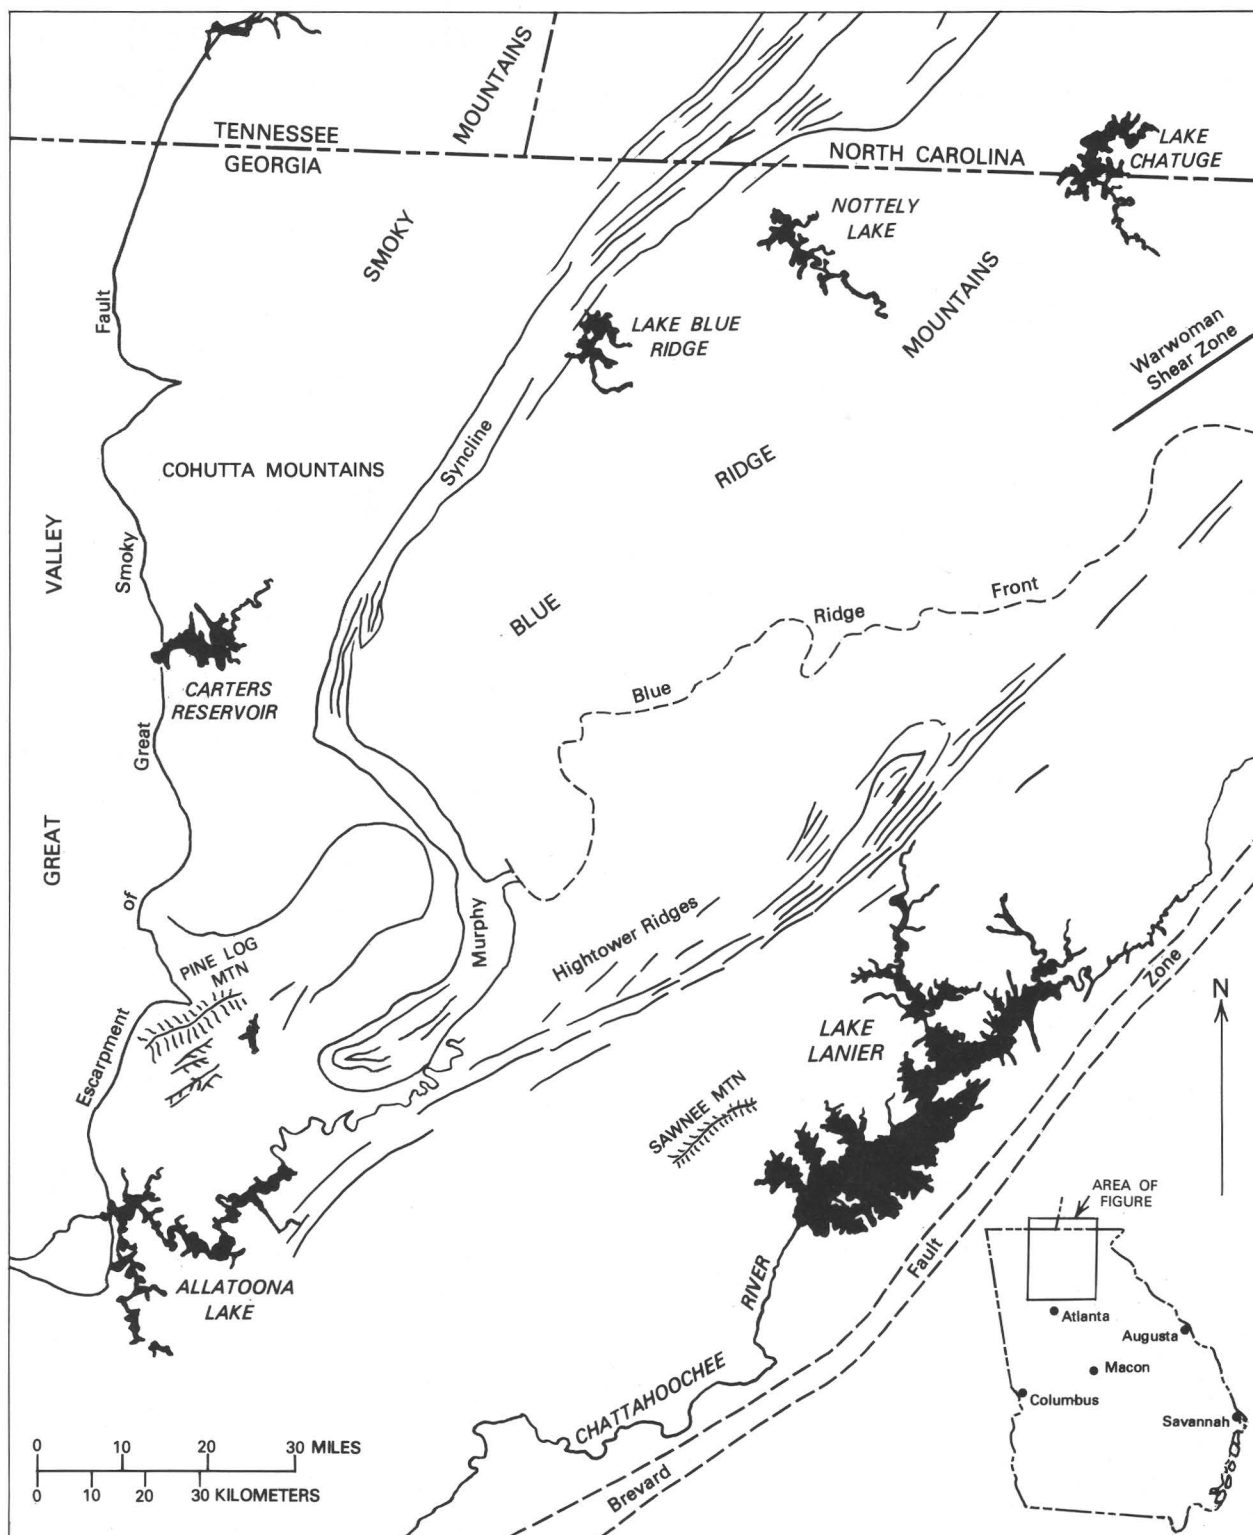 MOUNTAINS
TENNESSEE
GEORGIA
NORTH CAROLINA
LAKE
CHATUGE
NOTTELY
LAKE
SMOKY
MOUNTAINS
Fault
LAKE BLUE
RIDGE
Warwoman
Shear Zone
Syncline
COHUTTA MOUNTAINS
RIDGE
VALLEY
Smoky
BLUE
Front
Ridge
Blue
CARTERS
RESERVOIR
Great
GREAT
of
Murphy
Hightower Ridges
PINE LOG
MTN
Zone
N
LAKE
LANIER
Escarpment
SAWNEE MTN
AREA OF
FIGURE
Fault
RIVER
ALLATOONA
LAKE
Atlanta
Augusta
Macon
Columbus
Savannah
CHATTAHOOCHEE
0 10 20 30 MILES
0 10 20 30 KILOMETERS
Brevard